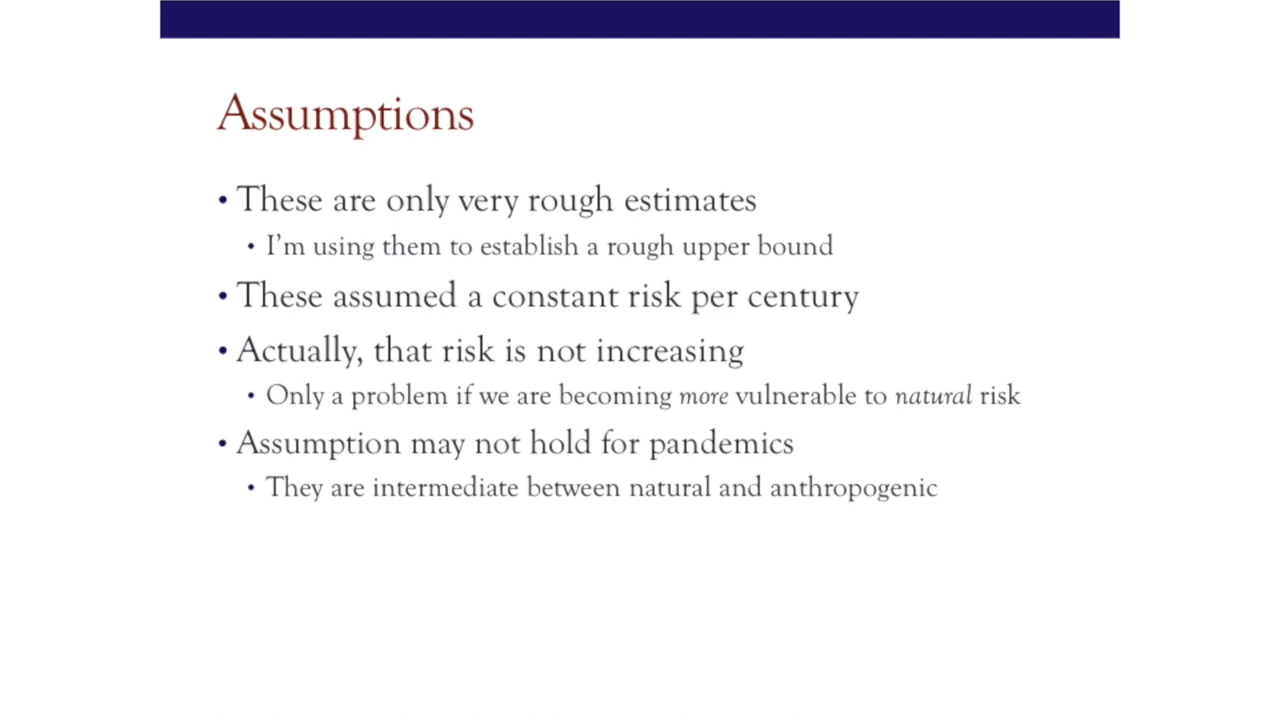 Assumptions
• These are only very rough estimates
• I'm using them to establish a rough upper bound
• These assumed a constant risk per century
• Actually, that risk is not increasing
• Only a problem if we are becoming more vulnerable to natural risk
• Assumption may not hold for pandemics
• They are intermediate between natural and anthropogenic